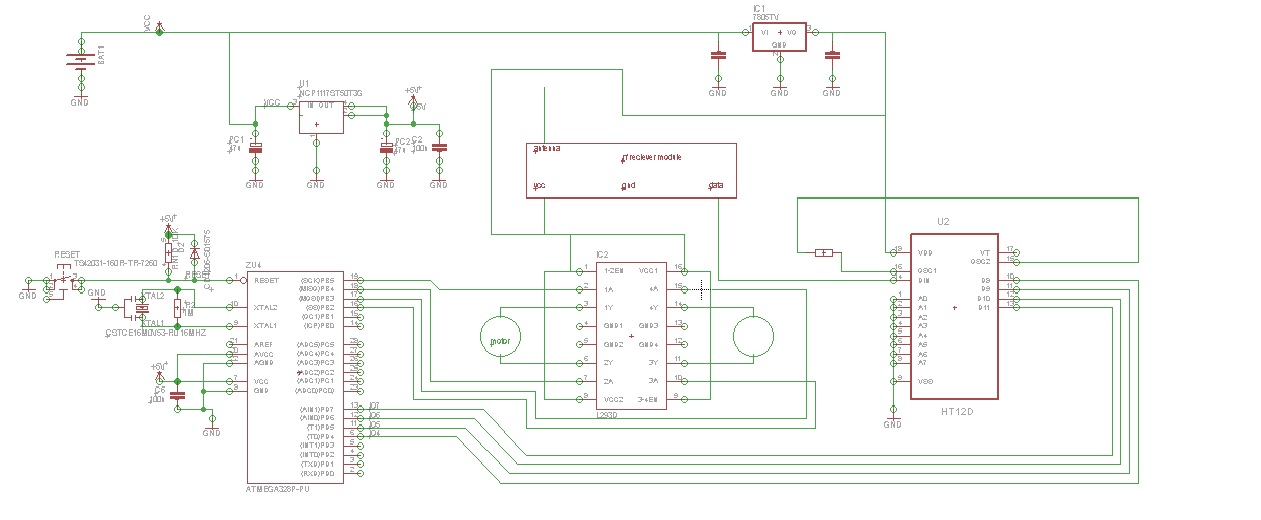 VCC
IC1
7805TV
VI
VO
GND
BAT1
GND
GND
GND
GND
U1
NCP1117ST50T3G
VCC
IN OUT
+5V
+5V
PC1
47u
PC2
47u
C2
100n
GND
GND
GND
GND
antenna
rf reciever module
vcc
gnd
data
RESET
TS42031-160R-TR-7260
+5V
10K
D2
GND
GND
XTAL2
XTAL1
1M
CSTCE16M0V53-R0 16MHZ
+5V
C6
100n
GND
ZU4
RESET
XTAL2
XTAL1
AREF
AVCC
AGND
VCC
GND
(SCK)PB5
(MISO)PB4
(MOSI)PB3
(SS)PB2
(OC1)PB1
(ICP)PB0
(ADC5)PC5
(ADC4)PC4
(ADC3)PC3
(ADC2)PC2
(ADC1)PC1
(ADC0)PC0
(AIN1)PD7
(AIN0)PD6
(T1)PD5
(T0)PD4
(INT1)PD3
(INT0)PD2
(TXD)PD1
(RXD)PD0
IO7
IO6
IO5
IO4
ATMEGA328P-PU
motor
IC2
1-2EN
1A
1Y
GND1
GND2
2Y
2A
VCC2
VCC1
4A
4Y
GND3
GND4
3Y
3A
3-4EN
L293D
U2
VDD
OSC1
DIN
A0
A1
A2
A3
A4
A5
A6
A7
VSS
VT
OSC2
D8
D9
D10
D11
HT12D
GND